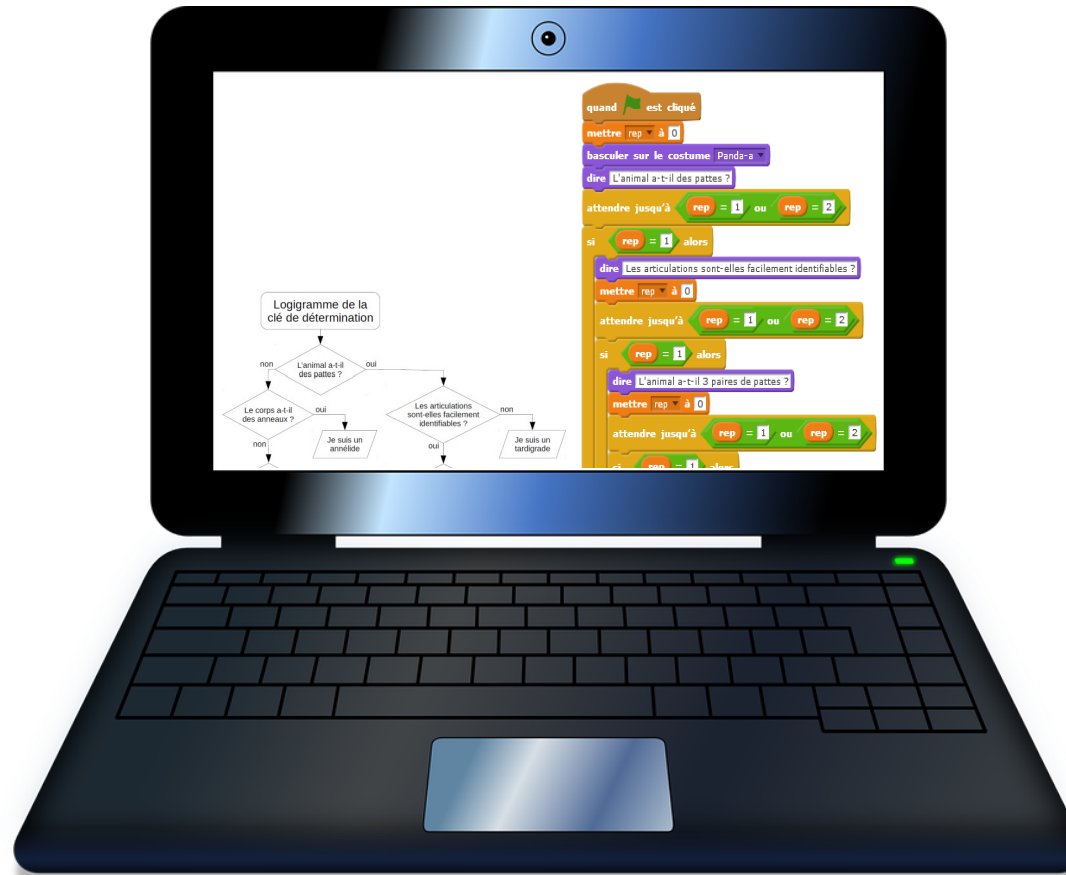 Logigramme de la
clé de détermination
L'animal a-t-il
des pattes ?
non
oui
Le corps a-t-il
des anneaux ?
oui
non
Je suis un
annélide
Les articulations
sont-elles facilement
identifiables ?
non
oui
Je suis un
tardigrade
quand est cliqué
mettre rep à 0
basculer sur le costume Panda-a
dire L'animal a-t-il des pattes ?
attendre jusqu'à rep = 1 ou rep = 2
si rep = 1 alors
dire Les articulations sont-elles facilement identifiables ?
mettre rep à 0
attendre jusqu'à rep = 1 ou rep = 2
si rep = 1 alors
dire L'animal a-t-il 3 paires de pattes ?
mettre rep à 0
attendre jusqu'à rep = 1 ou rep = 2
si rep = 1 alors